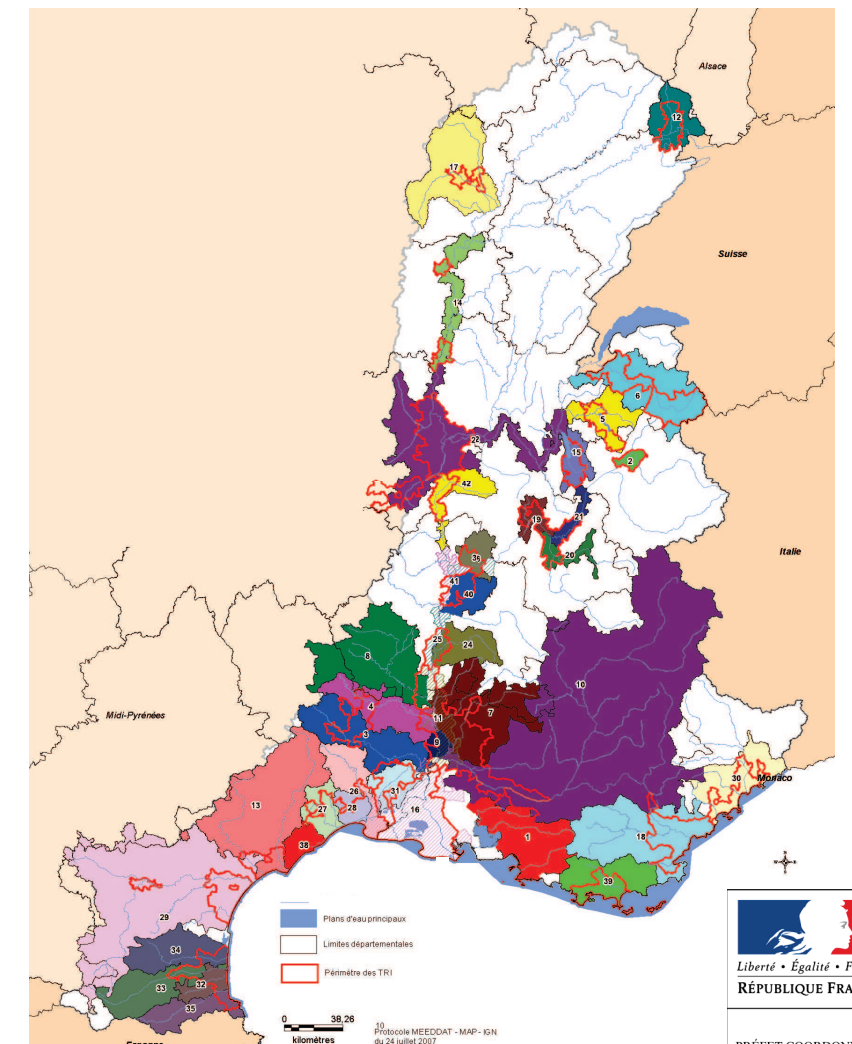 Alsace
12
17
Suisse
14
6
5
22
15
2
42
19
21
20
36
Italie
41
40
25
24
8
10
Midi-Pyrénées
4
7
11
3
9
Monaco
30
26
31
13
27
28
16
18
1
38
39
29
34
33
32
35
Plans d'eau principaux
Limites départementales
Périmètre des TRI
0 38,26
kilomètres
10
Protocole MEEDDAT - MAP - IGN
du 24 juillet 2007
Liberté • Égalité • F
RÉPUBLIQUE FRA
PRÉFET COORDON
Espagne